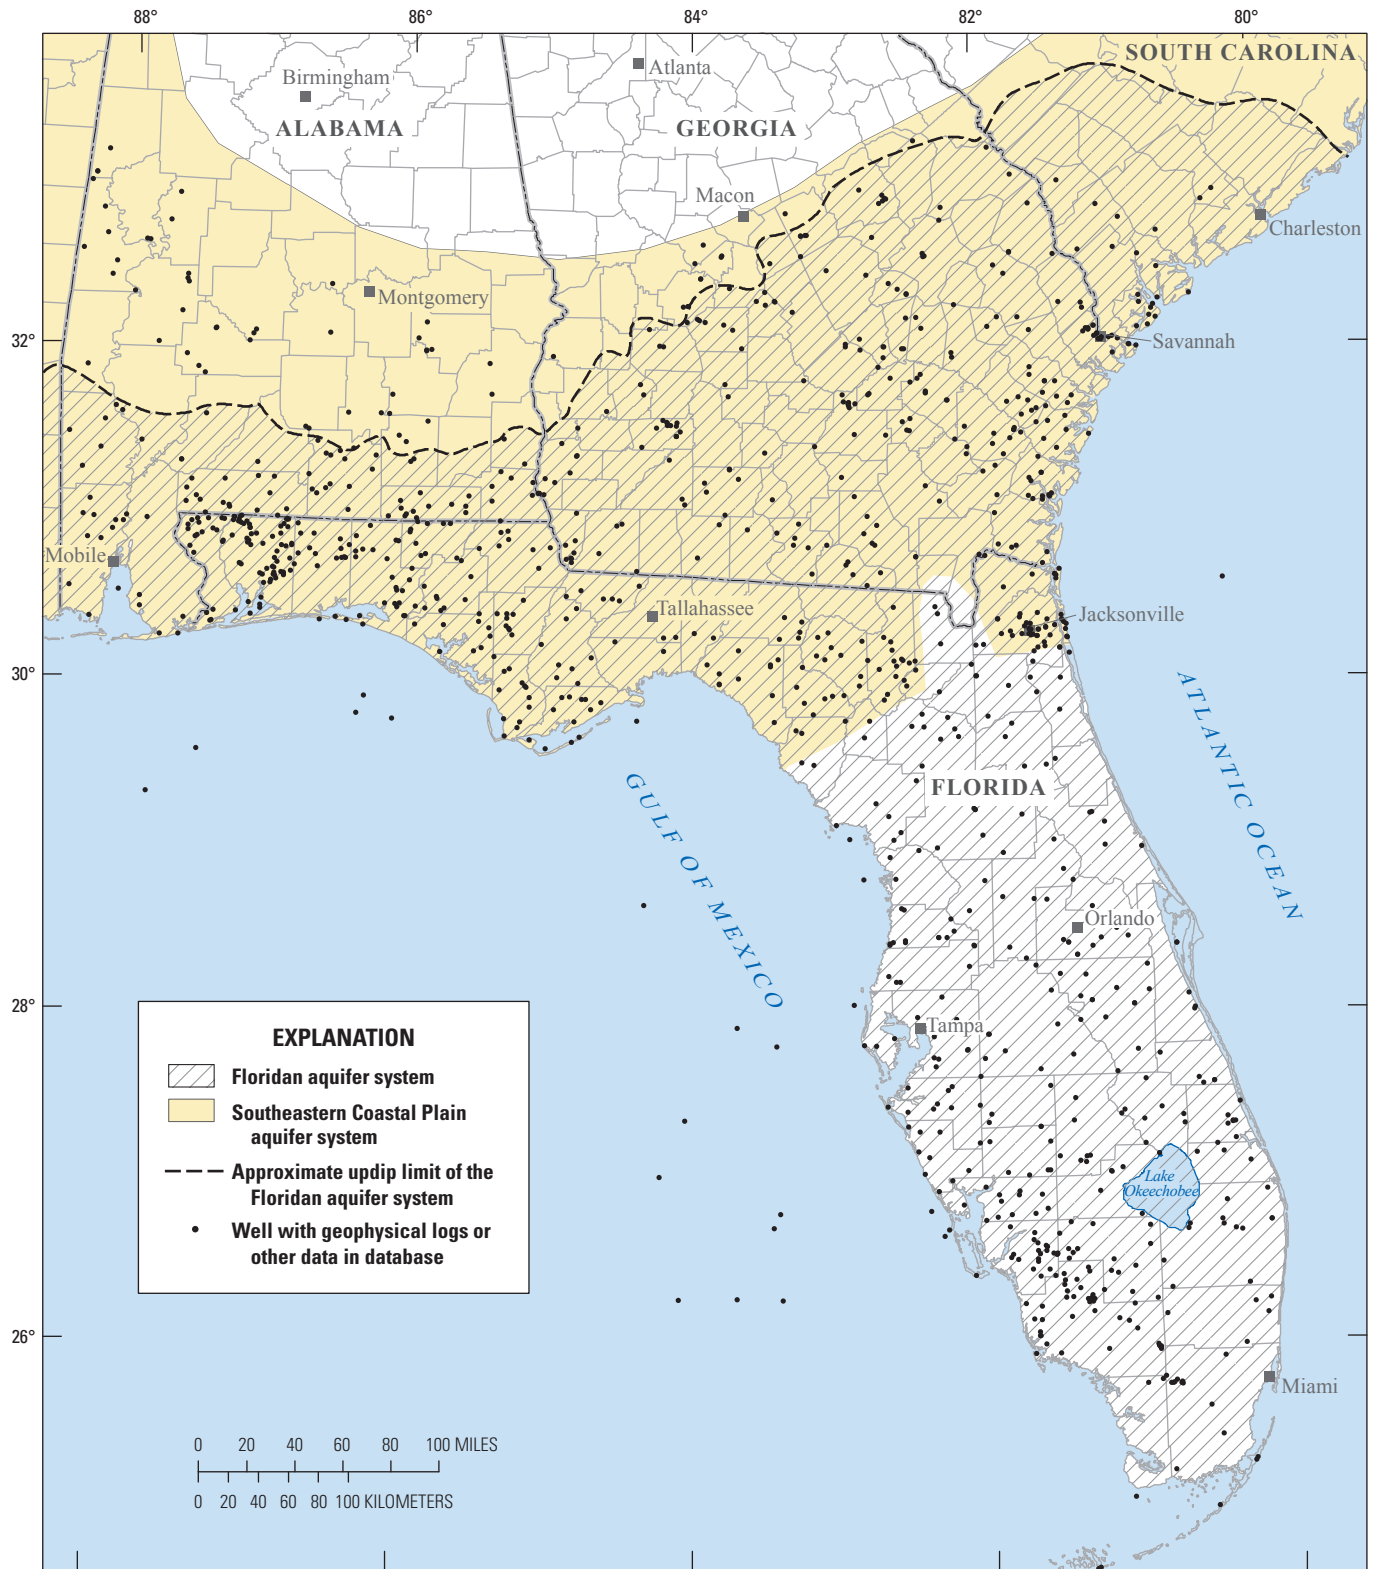 88°
86°
84°
82°
80°
SOUTH CAROLINA
Atlanta
Birmingham
ALABAMA
GEORGIA
Macon
Charleston
Montgomery
32°
Savannah
Mobile
Tallahassee
Jacksonville
30°
ATLANTIC OCEAN
GULF OF MEXICO
FLORIDA
Orlando
28°
Tampa
EXPLANATION
Floridan aquifer system
Southeastern Coastal Plain
aquifer system
Approximate updip limit of the
Floridan aquifer system
Well with geophysical logs or
other data in database
Lake
Okeechobee
26°
Miami
0 20 40 60 80 100 MILES
0 20 40 60 80 100 KILOMETERS